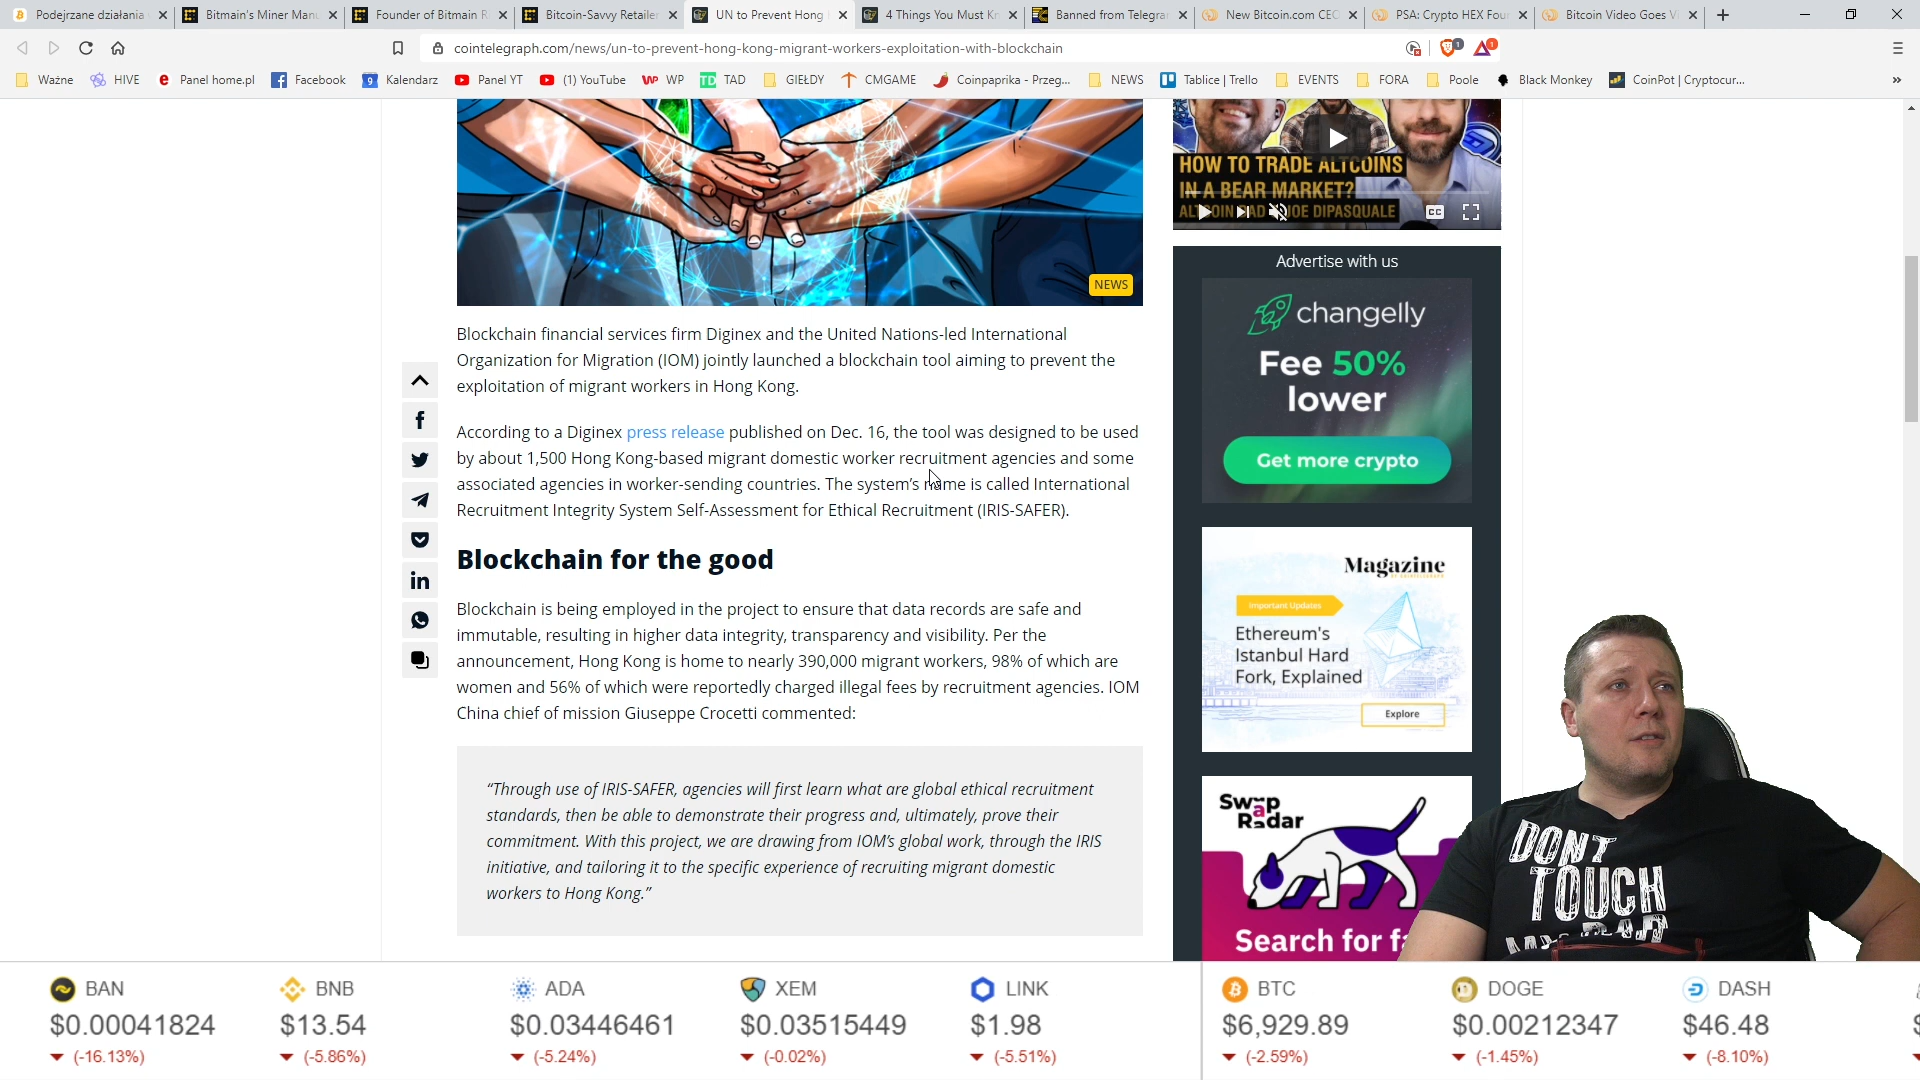 Podejrzane działania
Bitmain's Miner Manu
Founder of Bitmain R
Bitcoin-Savvy Retailer
UN to Prevent Hong
4 Things You Must K
Banned from Telegra
New Bitcoin.com CEO
PSA: Crypto HEX Foun
Bitcoin Video Goes V
cointelegraph.com/news/un-to-prevent-hong-kong-migrant-workers-exploitation-with-blockchain
1
1
Ważne
HIVE
Panel home.pl
Facebook
9 Kalendarz
Panel YT
(1) YouTube
WP WP
TD TAD
GIEŁDY
CMGAME
Coinpaprika - Przeg...
NEWS
Tablice | Trello
EVENTS
FORA
Poole
Black Monkey
CoinPot | Cryptocur...
»
NEWS
HOW TO TRADE ALTCOINS
IN A BEAR MARKET?
JOE DIPASQUALE
CC
Advertise with us
changelly
Fee 50%
lower
Get more crypto
Blockchain financial services firm Diginex and the United Nations-led International
Organization for Migration (IOM) jointly launched a blockchain tool aiming to prevent the
exploitation of migrant workers in Hong Kong.
According to a Diginex press release published on Dec. 16, the tool was designed to be used
by about 1,500 Hong Kong-based migrant domestic worker recruitment agencies and some
associated agencies in worker-sending countries. The system's name is called International
Recruitment Integrity System Self-Assessment for Ethical Recruitment (IRIS-SAFER).
Blockchain for the good
Blockchain is being employed in the project to ensure that data records are safe and
immutable, resulting in higher data integrity, transparency and visibility. Per the
announcement, Hong Kong is home to nearly 390,000 migrant workers, 98% of which are
women and 56% of which were reportedly charged illegal fees by recruitment agencies. IOM
China chief of mission Giuseppe Crocetti commented:
“Through use of IRIS-SAFER, agencies will first learn what are global ethical recruitment
standards, then be able to demonstrate their progress and, ultimately, prove their
commitment. With this project, we are drawing from IOM’s global work, through the IRIS
initiative, and tailoring it to the specific experience of recruiting migrant domestic
workers to Hong Kong.”
Magazine
Important Updates
Ethereum's
Istanbul Hard
Fork, Explained
Explore
Swap
Radar
Search for fa
DONT
TOUCH
BAN
$0.00041824
(-16.13%)
BNB
$13.54
(-5.86%)
ADA
$0.03446461
(-5.24%)
XEM
$0.03515449
(-0.02%)
LINK
$1.98
(-5.51%)
BTC
$6,929.89
(-2.59%)
DOGE
$0.00212347
(-1.45%)
DASH
$46.48
(-8.10%)